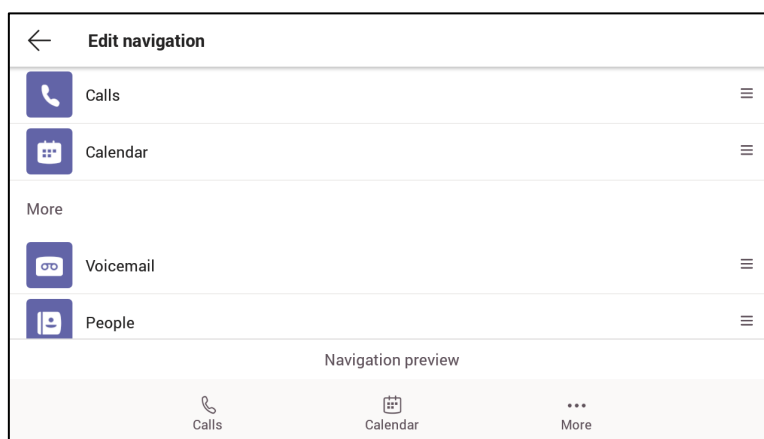 Edit navigation
Calls
Calendar
More
Voicemail
People
Navigation preview
Calls Calendar More